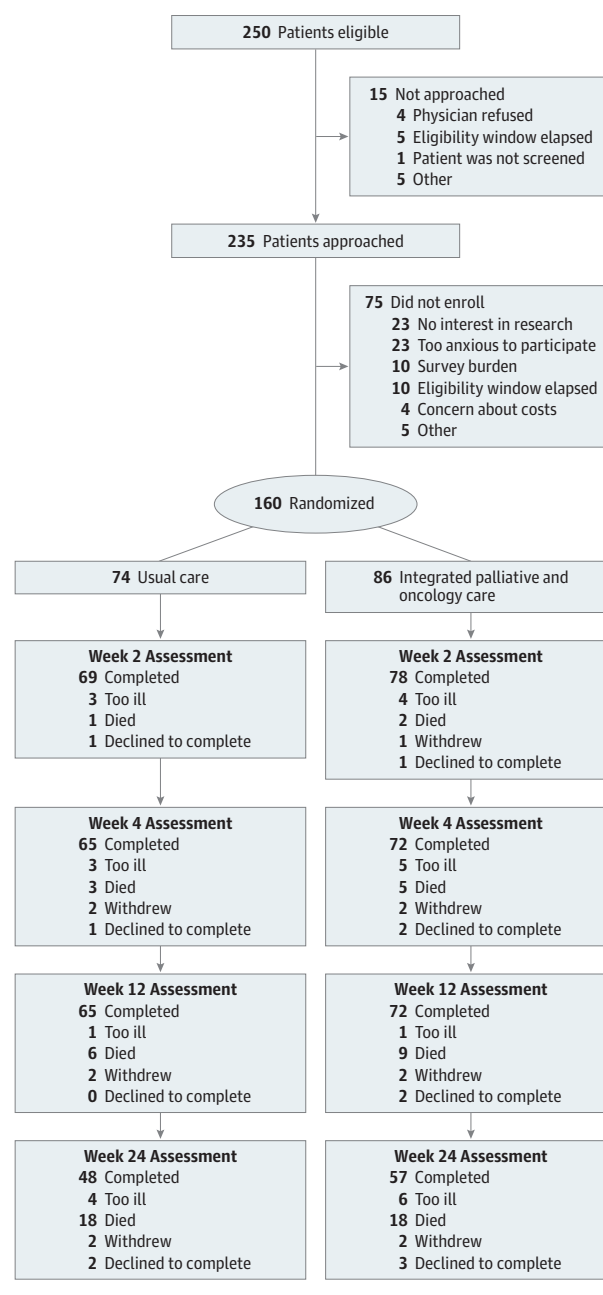 250 Patients eligible
15 Not approached
4 Physician refused
5 Eligibility window elapsed
1 Patient was not screened
5 Other
235 Patients approached
75 Did not enroll
23 No interest in research
23 Too anxious to participate
10 Survey burden
10 Eligibility window elapsed
4 Concern about costs
5 Other
160 Randomized
74 Usual care
86 Integrated palliative and
oncology care
Week 2 Assessment
69 Completed
3 Too ill
1 Died
1 Declined to complete
Week 2 Assessment
78 Completed
4 Too ill
2 Died
1 Withdrew
1 Declined to complete
Week 4 Assessment
65 Completed
3 Too ill
3 Died
2 Withdrew
1 Declined to complete
Week 4 Assessment
72 Completed
5 Too ill
5 Died
2 Withdrew
2 Declined to complete
Week 12 Assessment
65 Completed
1 Too ill
6 Died
2 Withdrew
0 Declined to complete
Week 12 Assessment
72 Completed
1 Too ill
9 Died
2 Withdrew
2 Declined to complete
Week 24 Assessment
48 Completed
4 Too ill
18 Died
2 Withdrew
2 Declined to complete
Week 24 Assessment
57 Completed
6 Too ill
18 Died
2 Withdrew
3 Declined to complete